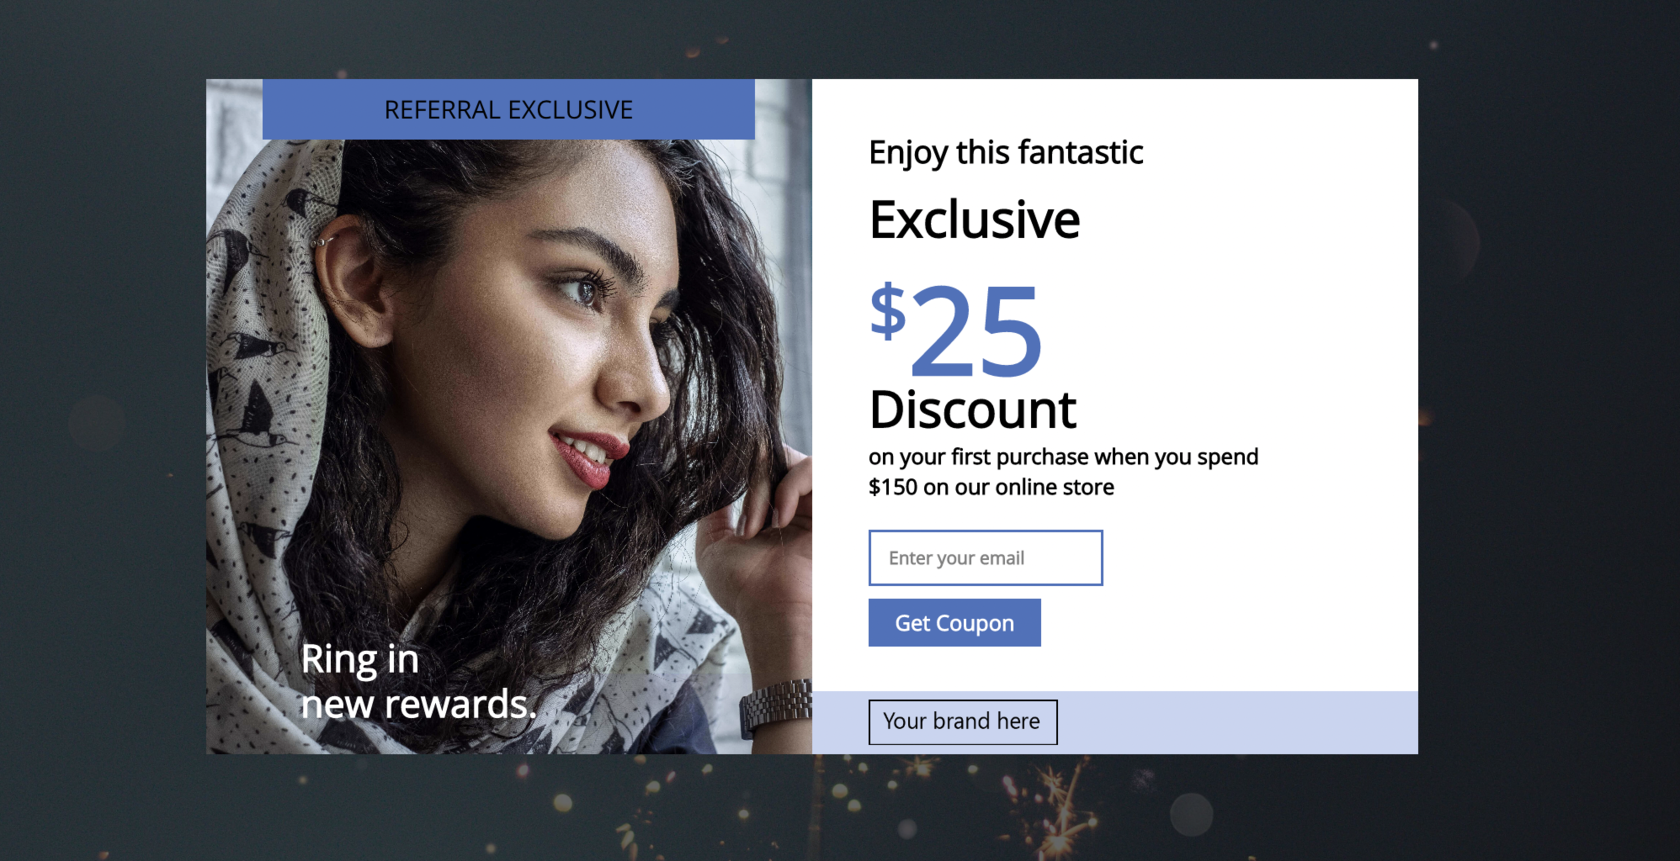 REFERRAL EXCLUSIVE
Ring in
new rewards.
Enjoy this fantastic
Exclusive
$25
Discount
on your first purchase when you spend
$150 on our online store
Enter your email
Get Coupon
Your brand here